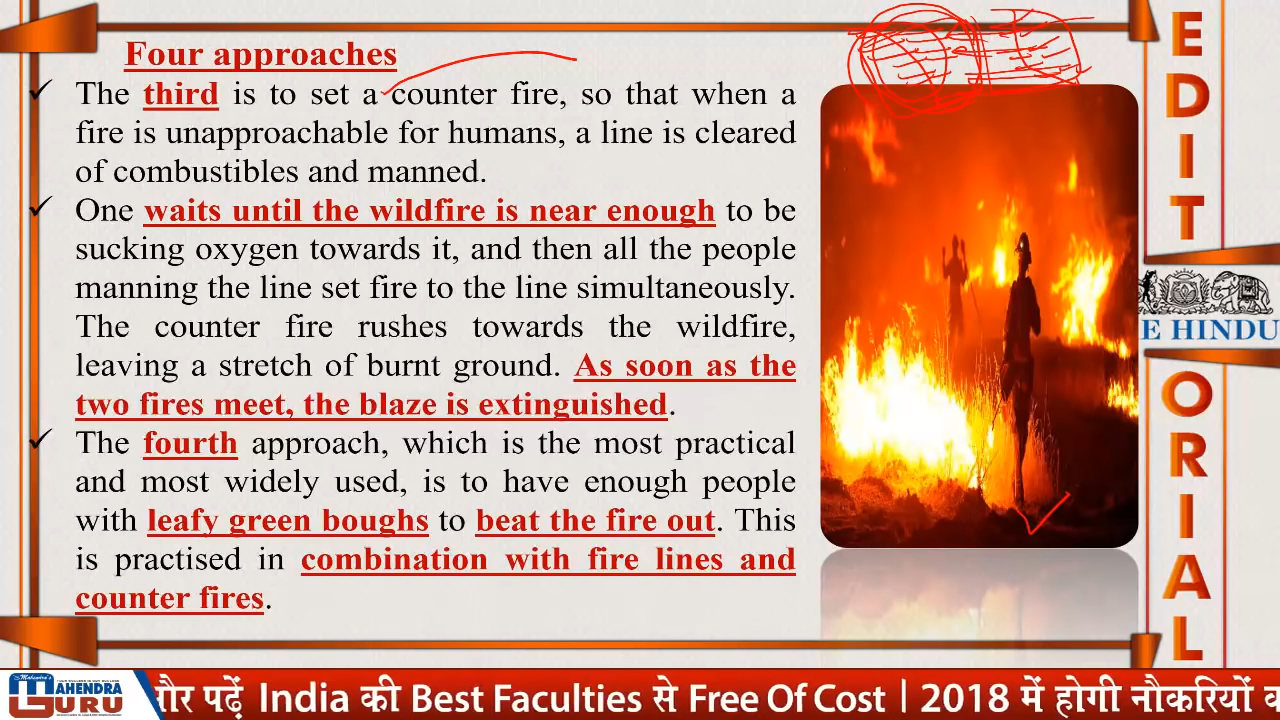 Four approaches
The third is to set a counter fire, so that when a
fire is unapproachable for humans, a line is cleared
of combustibles and manned.
One waits until the wildfire is near enough to be
sucking oxygen towards it, and then all the people
manning the line set fire to the line simultaneously.
The counter fire rushes towards the wildfire,
leaving a stretch of burnt ground. As soon as the
two fires meet, the blaze is extinguished.
The fourth approach, which is the most practical
and most widely used, is to have enough people
with leafy green boughs to beat the fire out. This
is practised in combination with fire lines and
counter fires.
EDIT
E HINDU
ORIAL
Mahendra's
MAHENDRA
GURU
और पढ़ें India की Best Faculties से Free Of Cost | 2018 में होगी नौकरियों